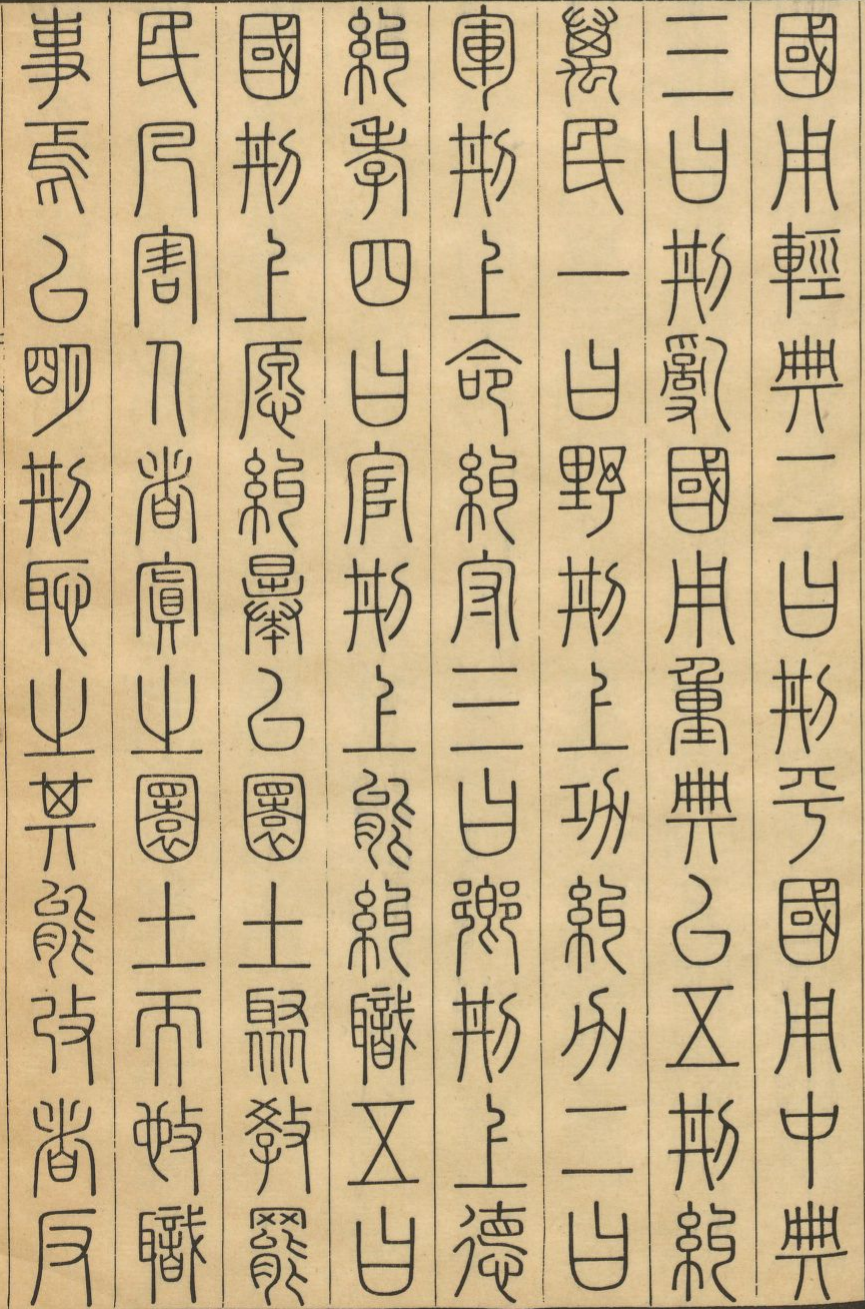 國用輕典二曰刑平國用中典
三曰刑亂國用重典以五刑糾
萬民一曰野刑上功糾力二曰
軍刑上命糾守三曰鄉刑上德
糾孝四曰官刑上能糾職五曰
國刑上愿糾暴以圜土聚教罷
民凡害人者寘之圜土而施職
事焉以明刑恥之其能改者反